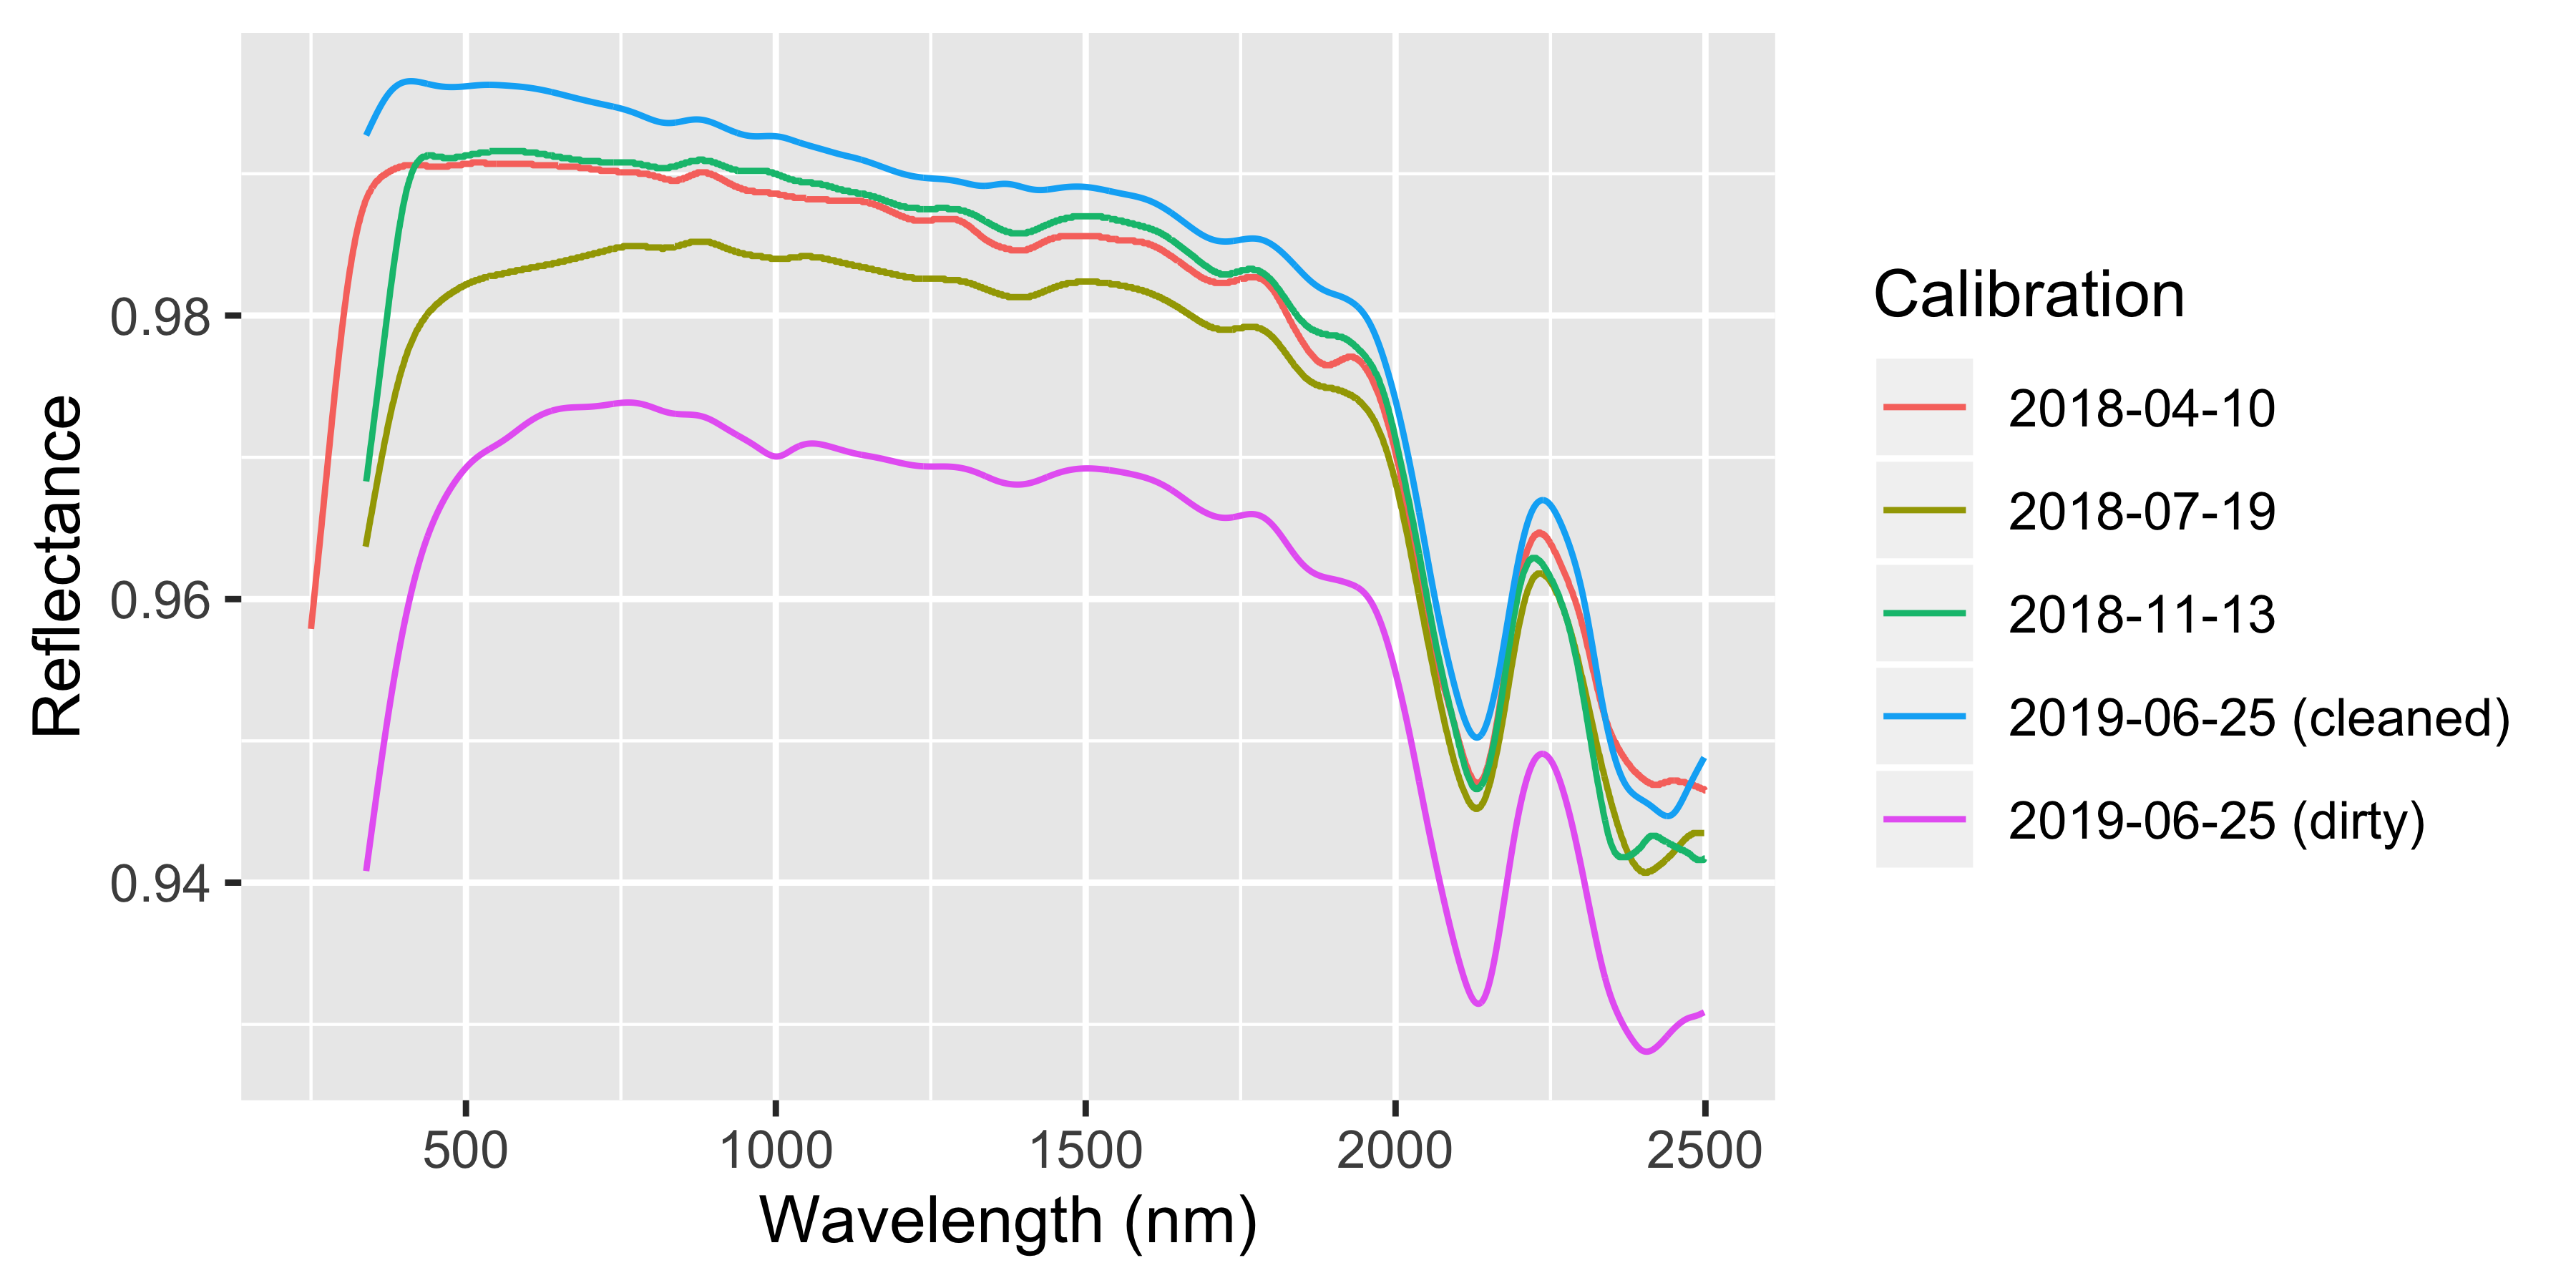 Reflectance
0.98
0.96
0.94
500 1000 1500 2000 2500
Wavelength (nm)
Calibration
2018-04-10
2018-07-19
2018-11-13
2019-06-25 (cleaned)
2019-06-25 (dirty)